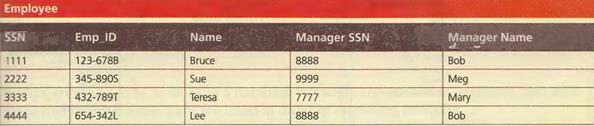 Employee
SSN Emp_ID Name Manager SSN Manager Name
1111 123-678B Bruce 8888 Bob
2222 345-890S Sue 9999 Meg
3333 432-789T Teresa 7777 Mary
4444 654-342L Lee 8888 Bob